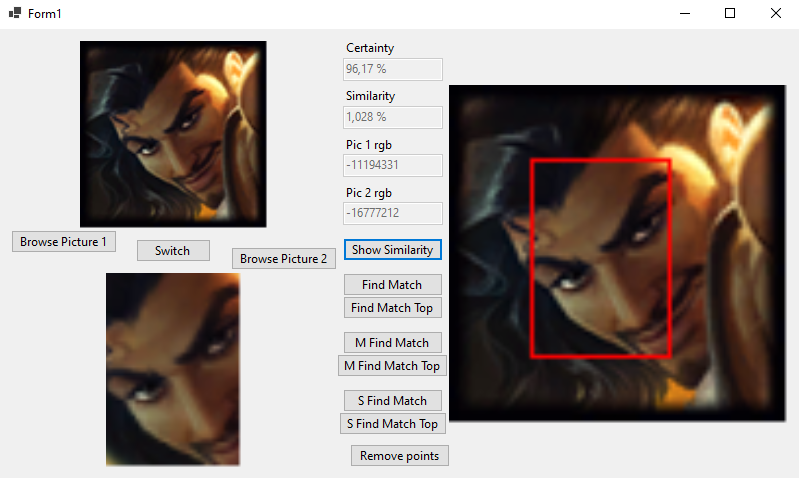 Form1
Certainty
96,17 %
Similarity
1,028 %
Pic 1 rgb
-11194331
Pic 2 rgb
-16777212
Browse Picture 1
Switch
Browse Picture 2
Show Similarity
Find Match
Find Match Top
M Find Match
M Find Match Top
S Find Match
S Find Match Top
Remove points